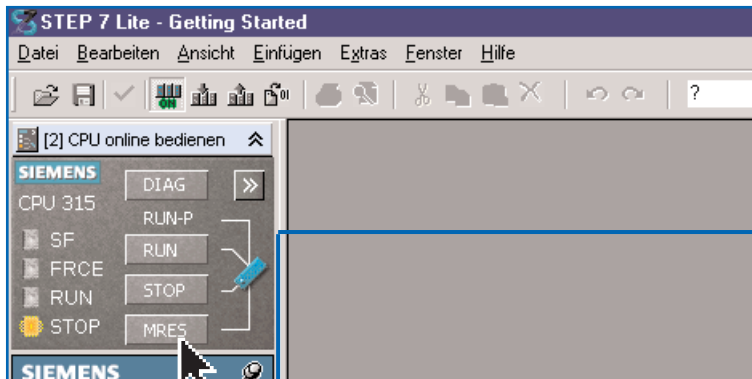 STEP 7 Lite - Getting Started
Datei Bearbeiten Ansicht Einfügen Extras Fenster Hilfe
ON ?
[2] CPU online bedienen
SIEMENS
DIAG
CPU 315
RUN-P
SF
RUN
FRCE
STOP
RUN
STOP
MRES
SIEMENS